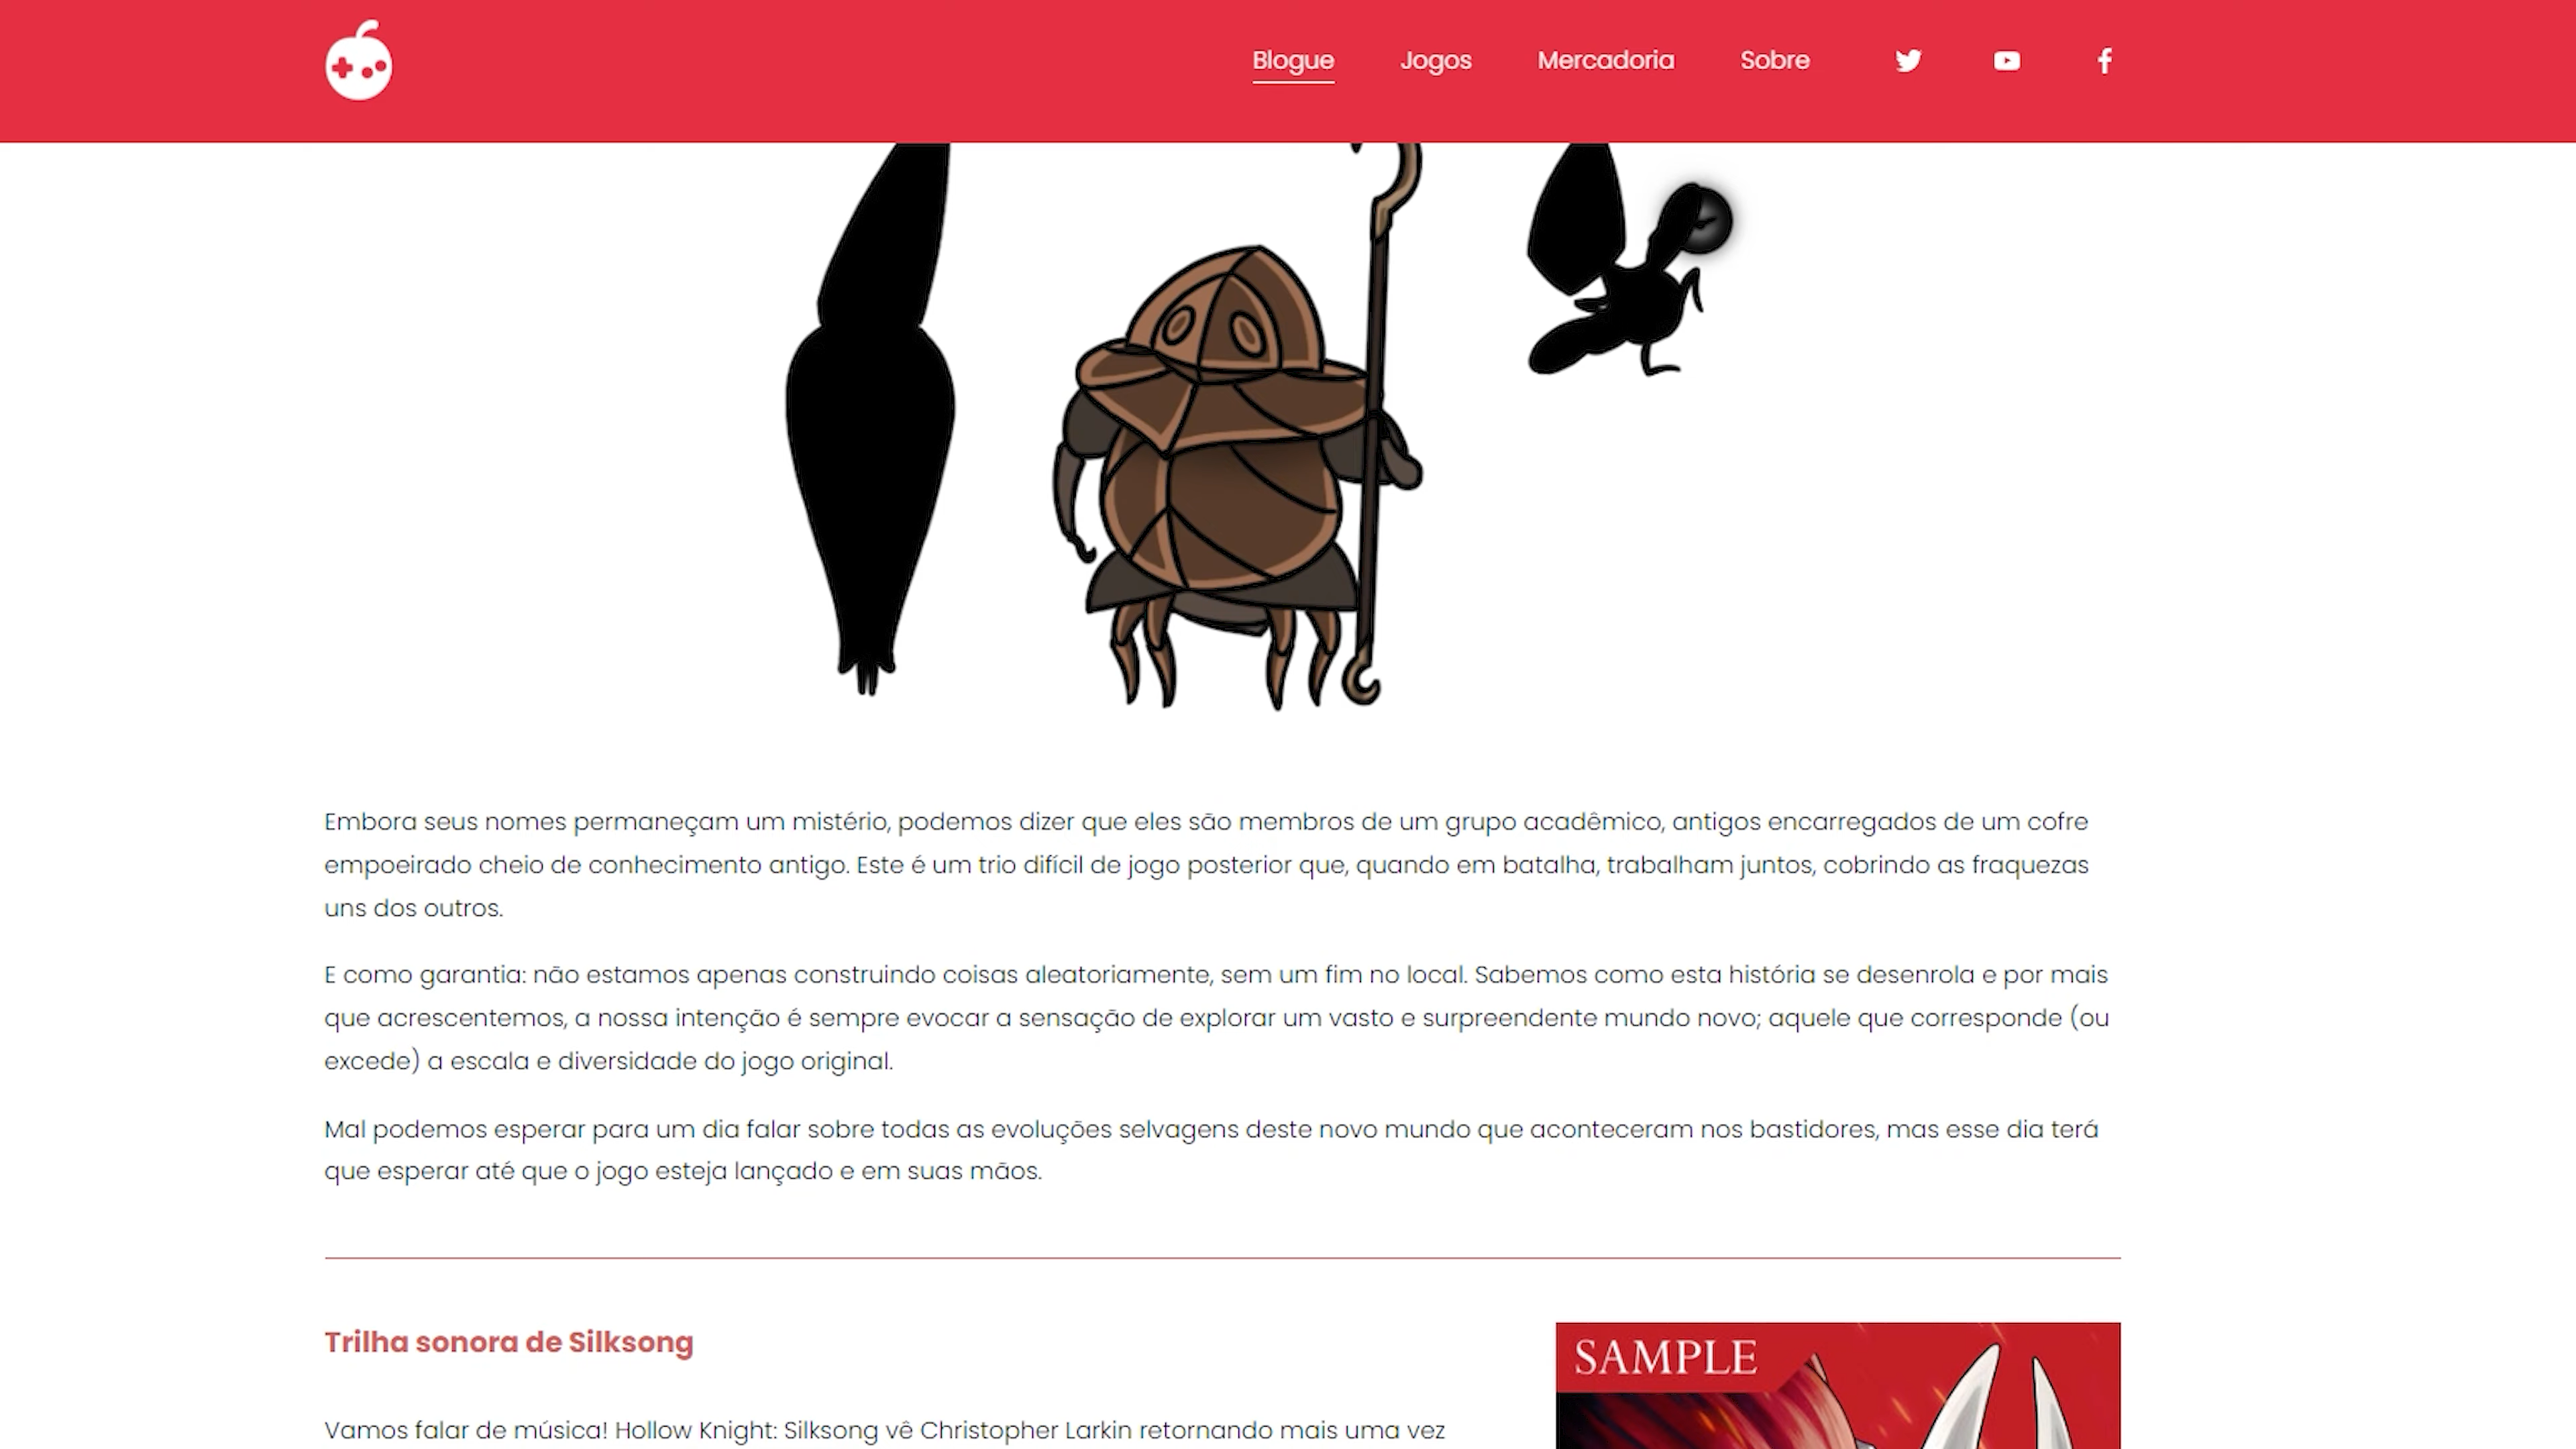 Blogue Jogos Mercadoria Sobre
Embora seus nomes permaneçam um mistério, podemos dizer que eles são membros de um grupo acadêmico, antigos encarregados de um cofre
empoeirado cheio de conhecimento antigo. Este é um trio difícil de jogo posterior que, quando em batalha, trabalham juntos, cobrindo as fraquezas
uns dos outros.
E como garantia: não estamos apenas construindo coisas aleatoriamente, sem um fim no local. Sabemos como esta história se desenrola e por mais
que acrescentemos, a nossa intenção é sempre evocar a sensação de explorar um vasto e surpreendente mundo novo; aquele que corresponde (ou
excede) a escala e diversidade do jogo original.
Mal podemos esperar para um dia falar sobre todas as evoluções selvagens deste novo mundo que aconteceram nos bastidores, mas esse dia terá
que esperar até que o jogo esteja lançado e em suas mãos.
Trilha sonora de Silksong
SAMPLE
Vamos falar de música! Hollow Knight: Silksong vê Christopher Larkin retornando mais uma vez